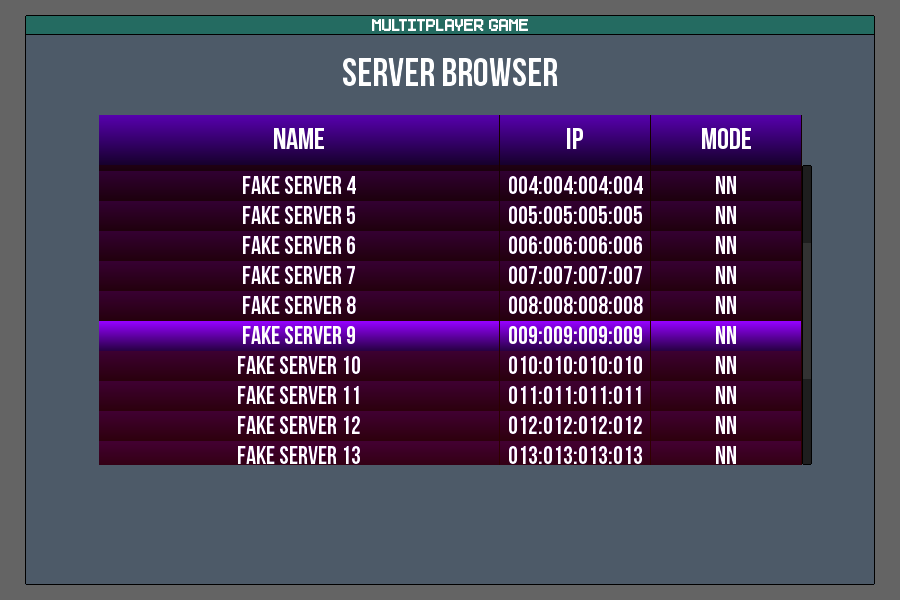 MULTITPLAYER GAME
SERVER BROWSER
NAME IP MODE
FAKE SERVER 4 004:004:004:004 NN
FAKE SERVER 5 005:005:005:005 NN
FAKE SERVER 6 006:006:006:006 NN
FAKE SERVER 7 007:007:007:007 NN
FAKE SERVER 8 008:008:008:008 NN
FAKE SERVER 9 009:009:009:009 NN
FAKE SERVER 10 010:010:010:010 NN
FAKE SERVER 11 011:011:011:011 NN
FAKE SERVER 12 012:012:012:012 NN
FAKE SERVER 13 013:013:013:013 NN